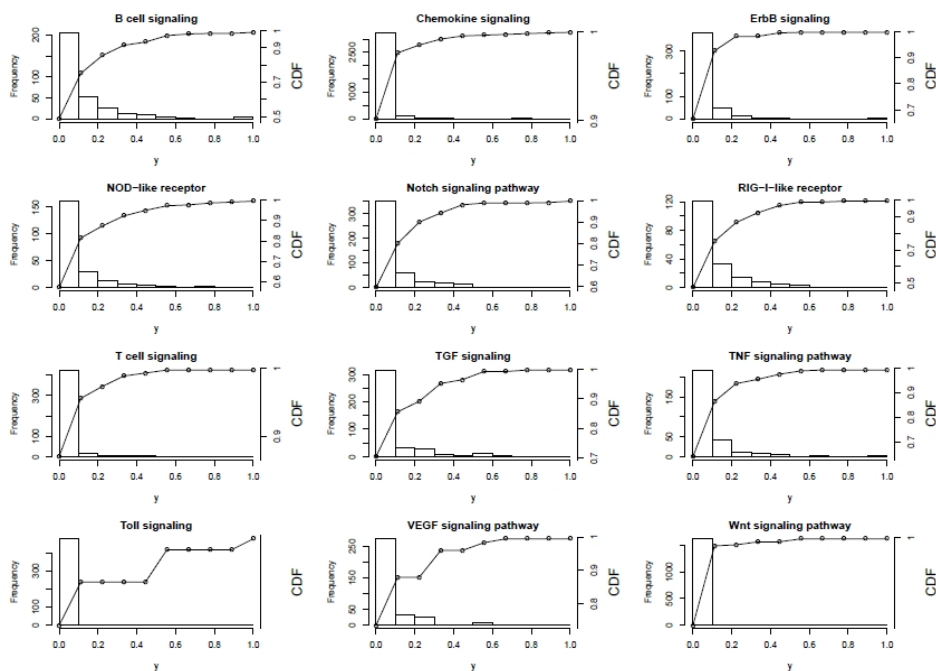 B cell signaling
Frequency
0 50 100 150 200
0.5 0.6 0.7 0.8 0.9 1
CDF
0.0 0.2 0.4 0.6 0.8 1.0
y
Chemokine signaling
Frequency
0 1000 2500
0.9 1
CDF
0.0 0.2 0.4 0.6 0.8 1.0
y
ErbB signaling
Frequency
0 100 300
0.7 0.8 0.9 1
CDF
0.0 0.2 0.4 0.6 0.8 1.0
y
NOD-like receptor
Frequency
0 50 100 150
0.6 0.7 0.8 0.9 1
CDF
0.0 0.2 0.4 0.6 0.8 1.0
y
Notch signaling pathway
Frequency
0 50 150 250 350
0.6 0.7 0.8 0.9 1
CDF
0.0 0.2 0.4 0.6 0.8 1.0
y
RIG-I-like receptor
Frequency
0 40 80 120
0.5 0.6 0.7 0.8 0.9 1
CDF
0.0 0.2 0.4 0.6 0.8 1.0
y
T cell signaling
Frequency
0 100 300
0.9 1
CDF
0.0 0.2 0.4 0.6 0.8 1.0
y
TGF signaling
Frequency
0 100 200 300
0.7 0.8 0.9 1
CDF
0.0 0.2 0.4 0.6 0.8 1.0
y
TNF signaling pathway
Frequency
0 50 150
0.7 0.8 0.9 1
CDF
0.0 0.2 0.4 0.6 0.8 1.0
y
Toll signaling
Frequency
0 100 300
CDF
0.0 0.2 0.4 0.6 0.8 1.0
y
VEGF signaling pathway
Frequency
0 50 150 250
0.8 0.9 1
CDF
0.0 0.2 0.4 0.6 0.8 1.0
y
Wnt signaling pathway
Frequency
0 500 1000
CDF
0.0 0.2 0.4 0.6 0.8 1.0
y